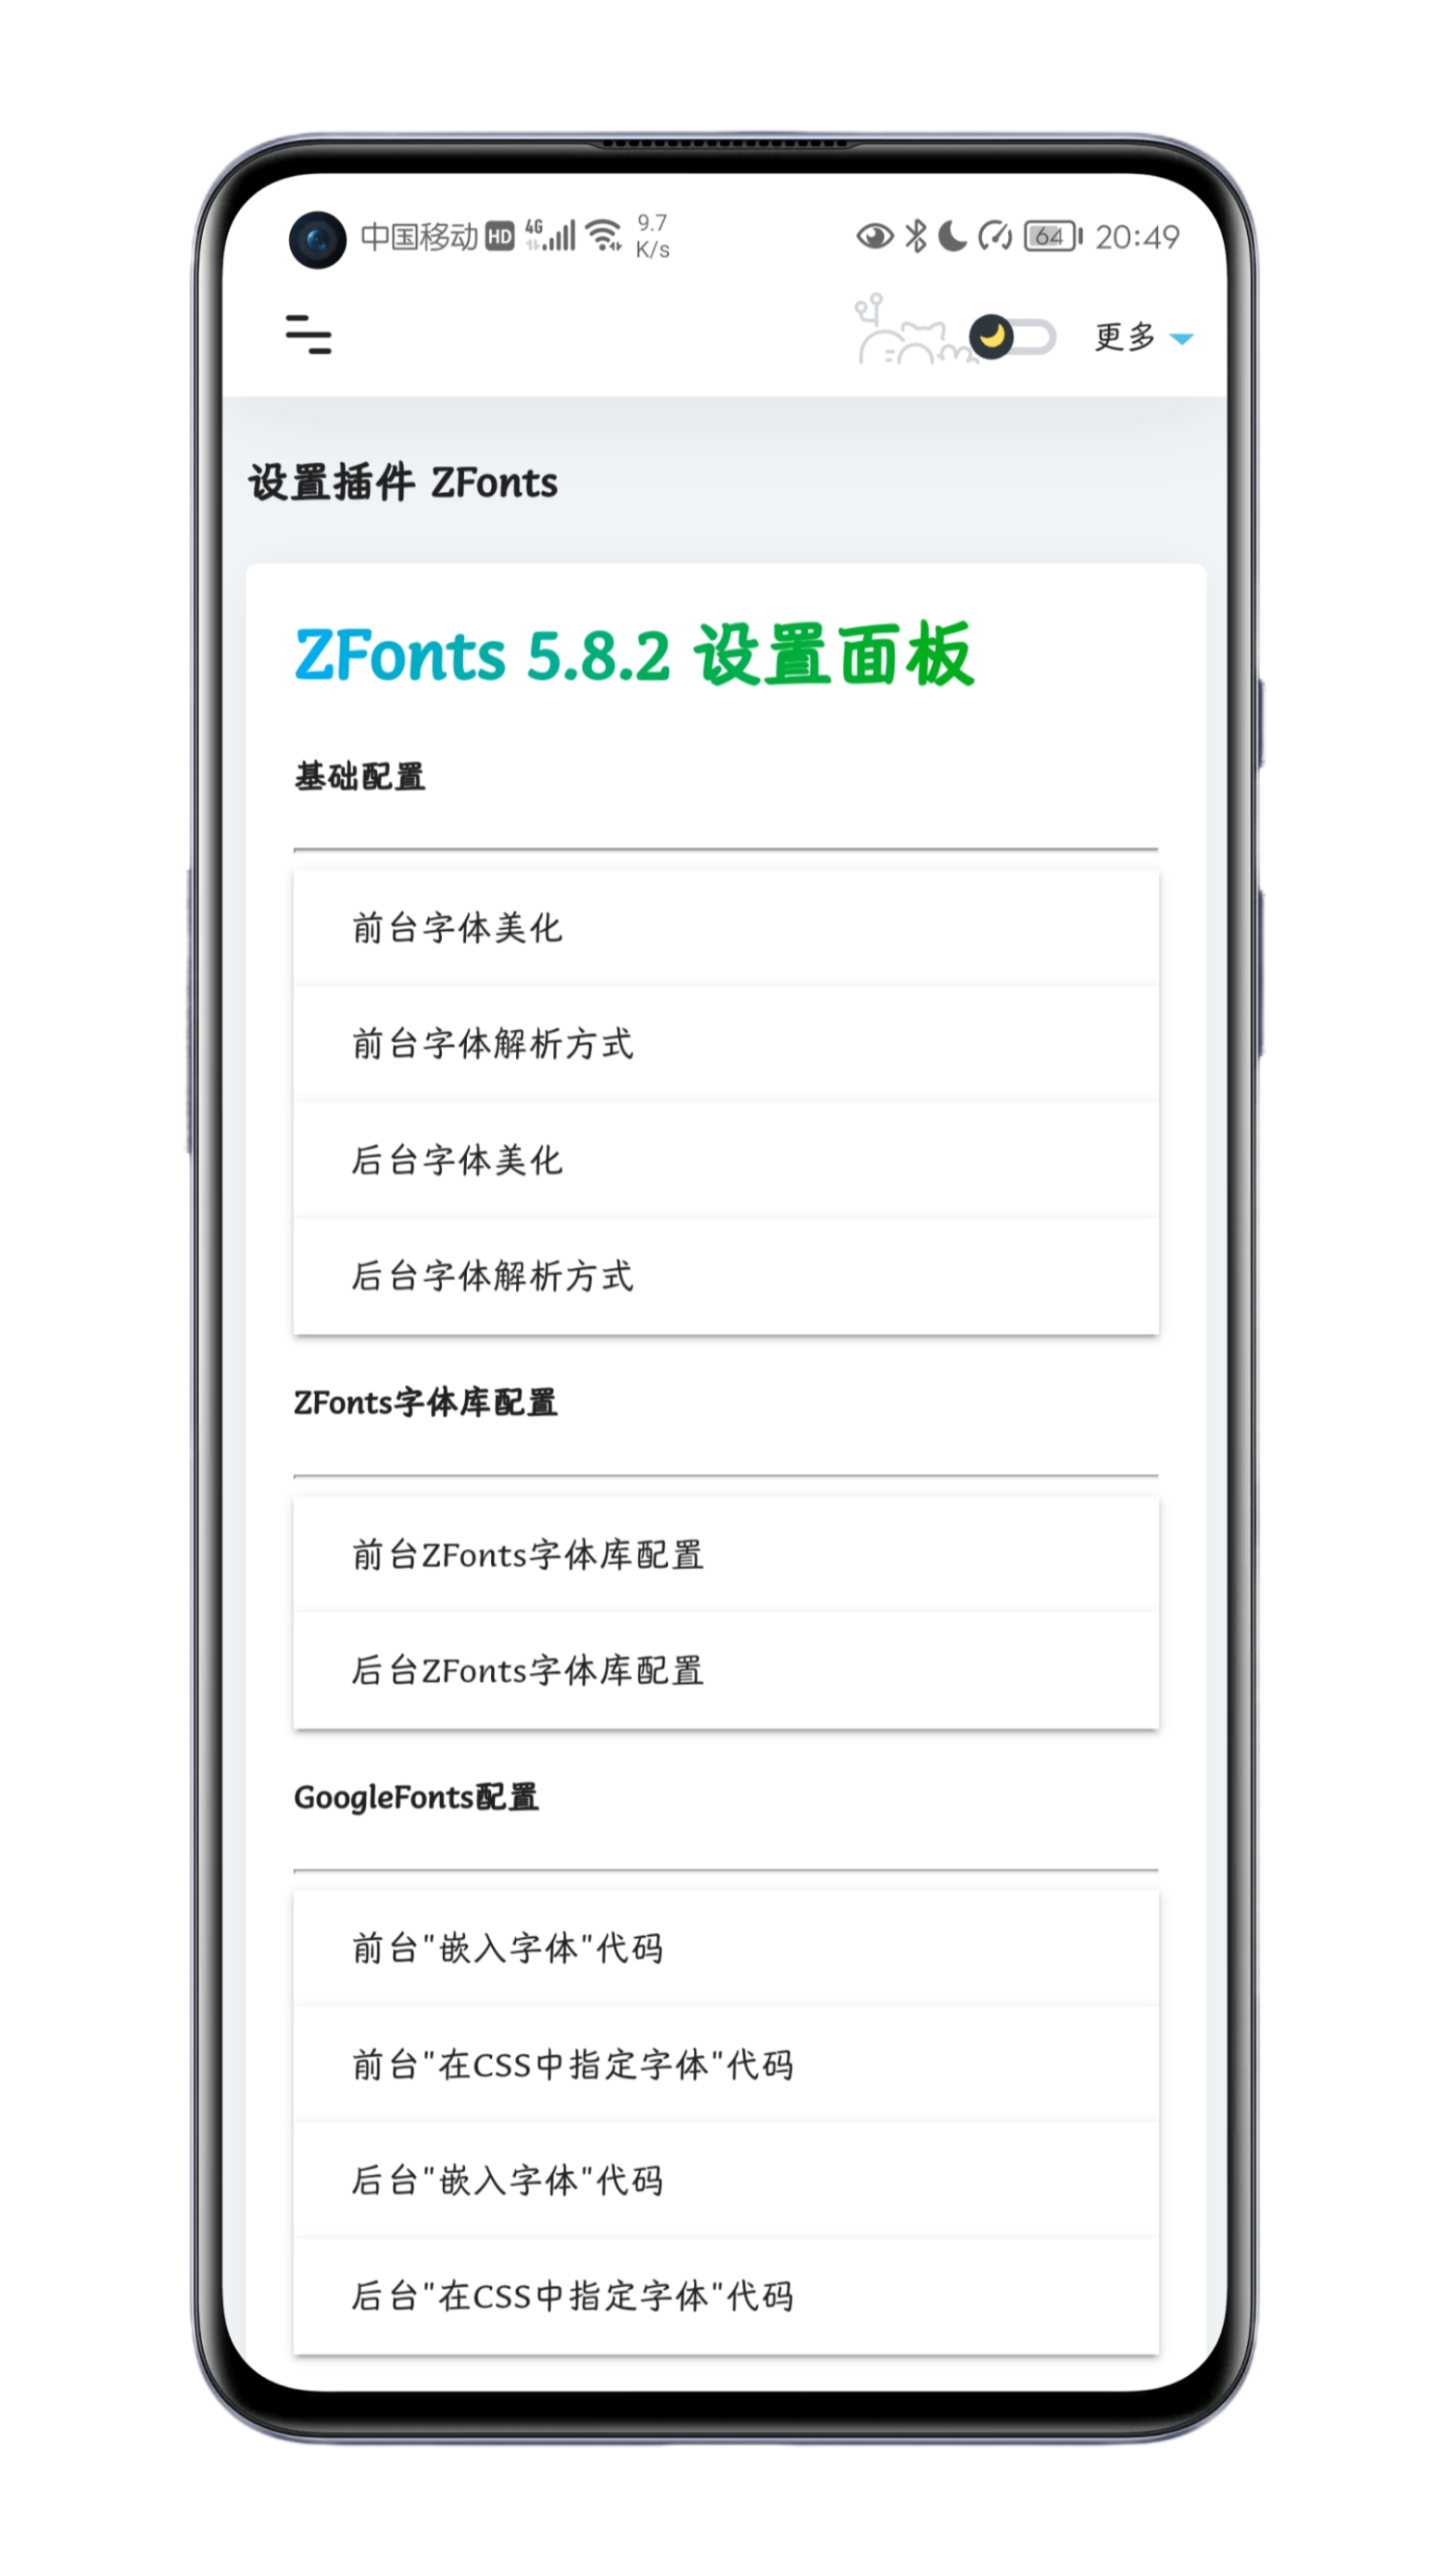 中国移动 HD 4G 9.7 K/s 64 20:49
更多
设置插件 ZFonts
ZFonts 5.8.2 设置面板
基础配置
前台字体美化
前台字体解析方式
后台字体美化
后台字体解析方式
ZFonts字体库配置
前台ZFonts字体库配置
后台ZFonts字体库配置
GoogleFonts配置
前台"嵌入字体"代码
前台"在CSS中指定字体"代码
后台"嵌入字体"代码
后台"在CSS中指定字体"代码